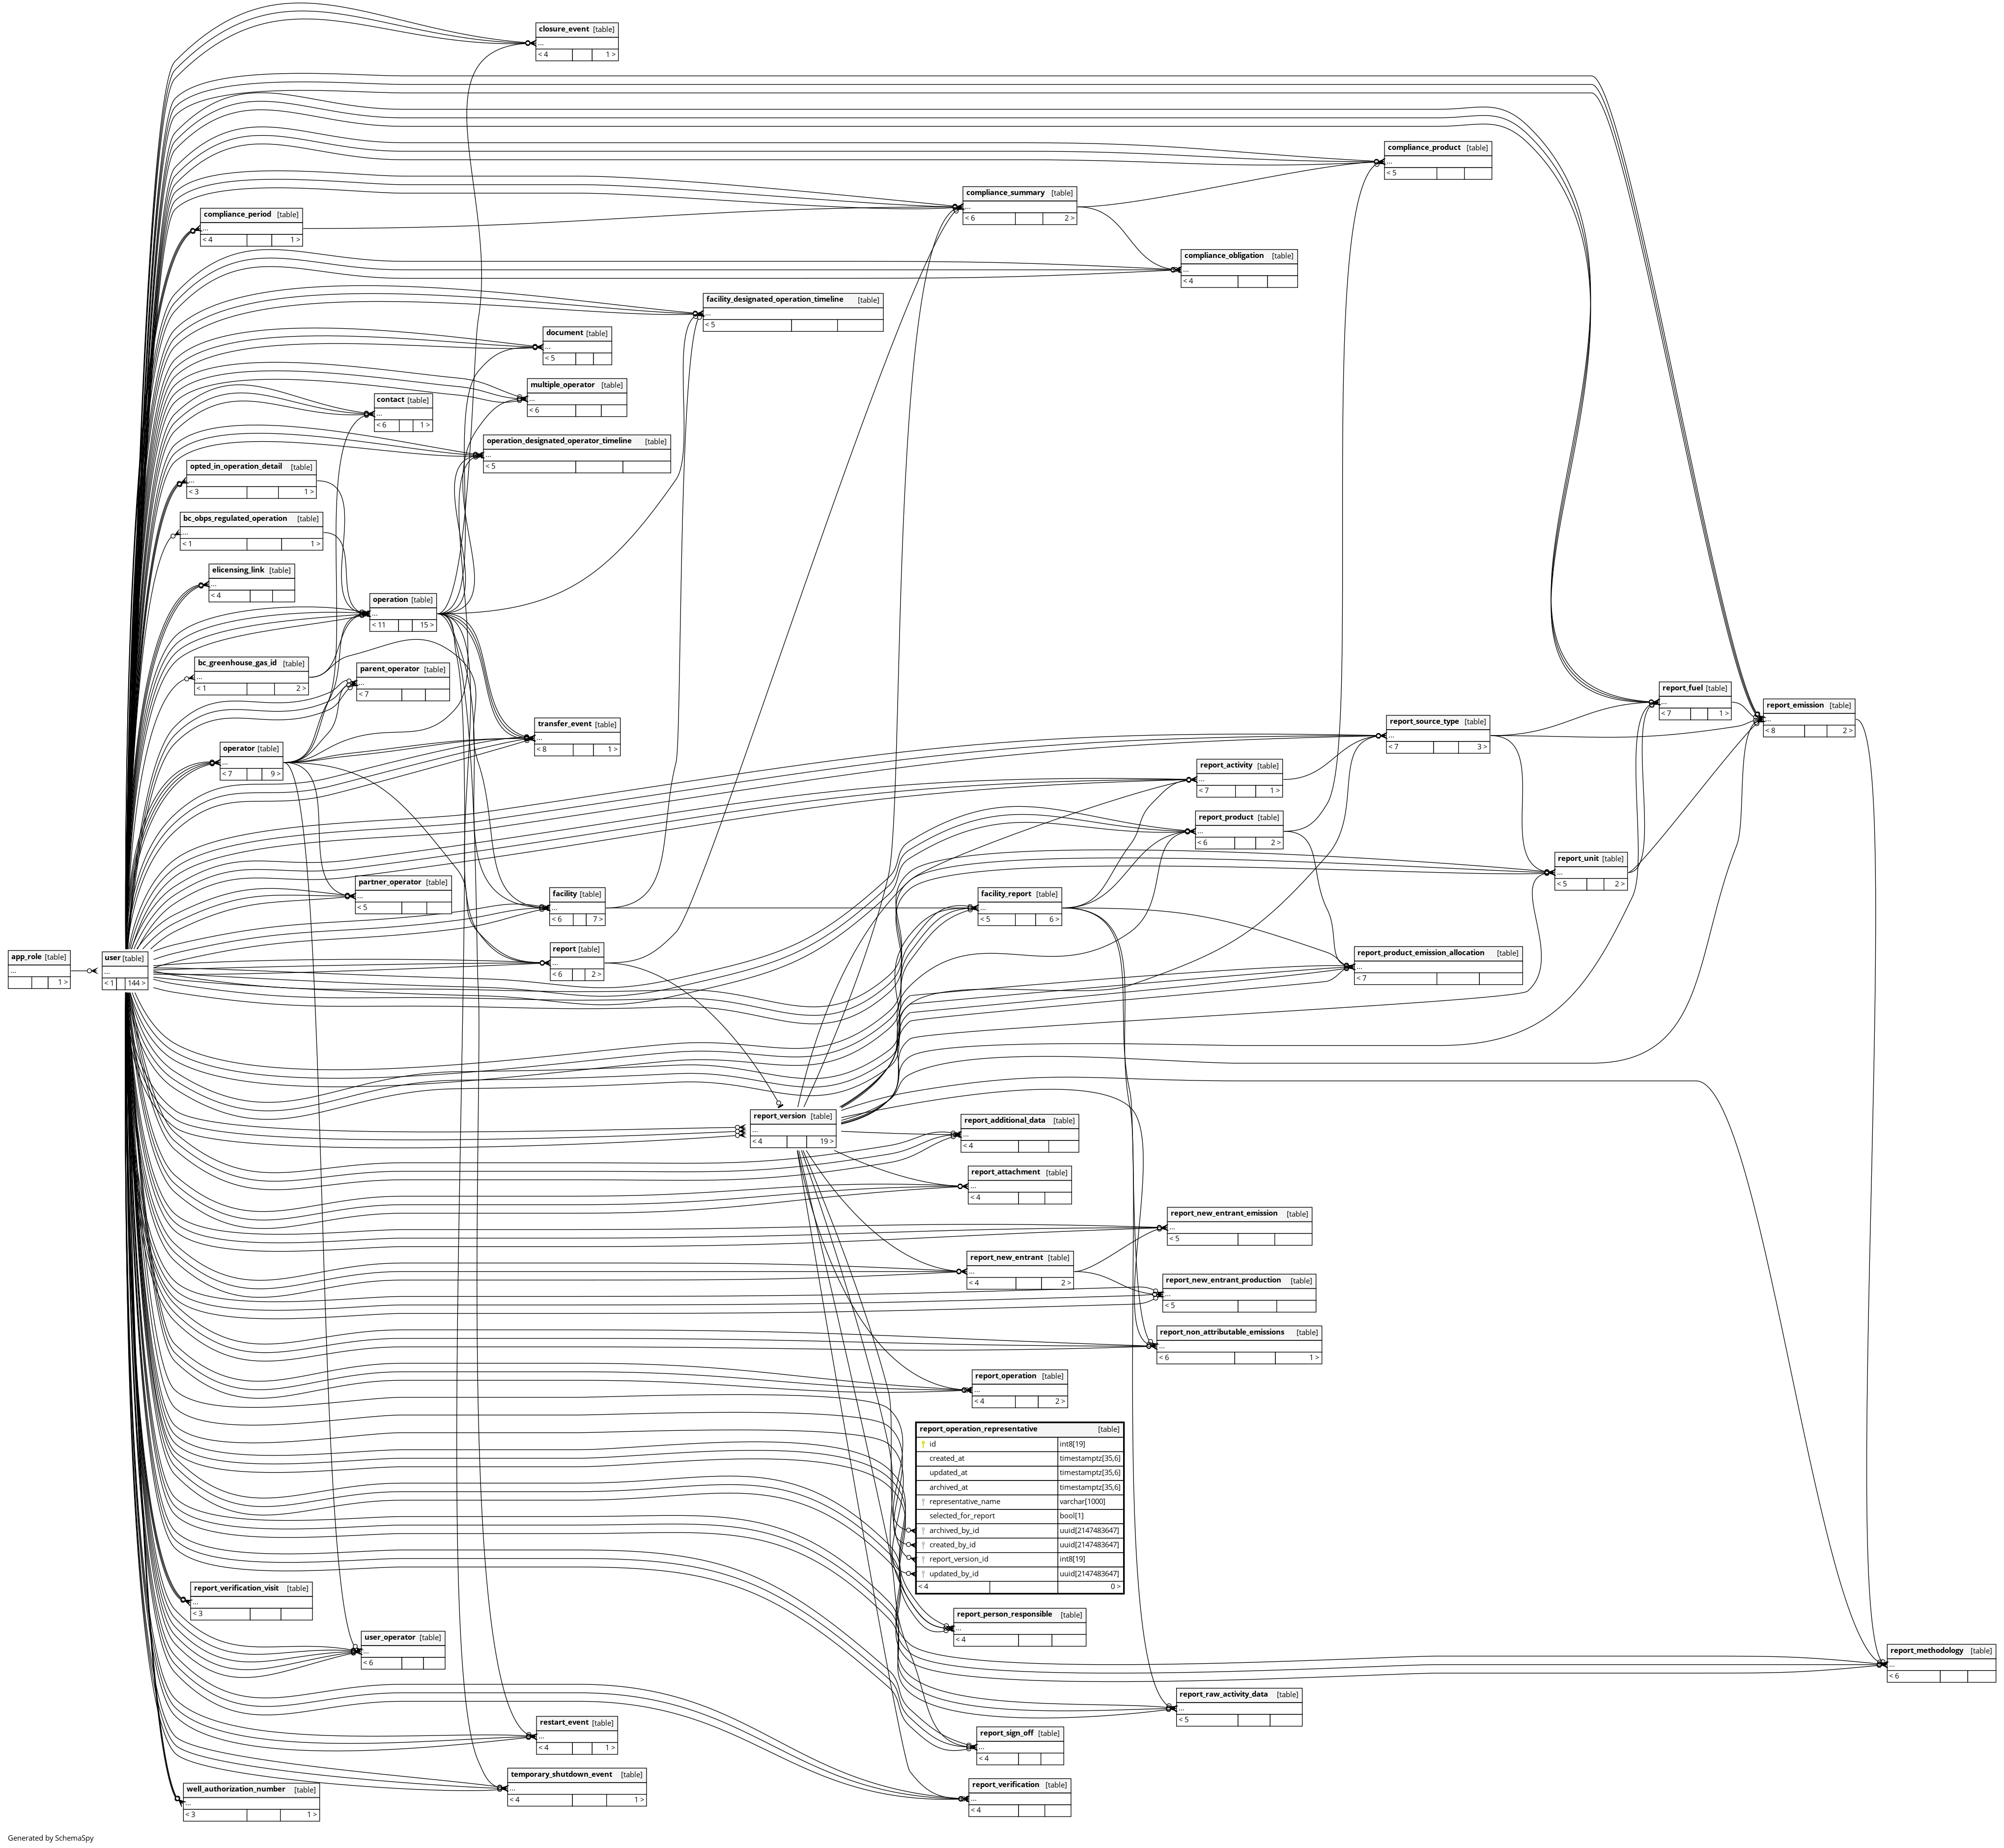 closure_event [table]
...
< 4 1 >
compliance_product [table]
...
< 5
compliance_summary [table]
...
< 6 2 >
compliance_period [table]
...
< 4 1 >
compliance_obligation [table]
...
< 4
facility_designated_operation_timeline [table]
...
< 5
document [table]
...
< 5
multiple_operator [table]
...
< 6
contact [table]
...
< 6 1 >
operation_designated_operator_timeline [table]
...
< 5
opted_in_operation_detail [table]
...
< 3 1 >
bc_obps_regulated_operation [table]
...
< 1 1 >
elicensing_link [table]
...
< 4
operation [table]
...
< 11 15 >
bc_greenhouse_gas_id [table]
...
< 1 2 >
parent_operator [table]
...
< 7
report_fuel [table]
...
< 7 1 >
report_emission [table]
...
< 8 2 >
transfer_event [table]
...
< 8 1 >
report_source_type [table]
...
< 7 3 >
operator [table]
...
< 7 9 >
report_activity [table]
...
< 7 1 >
report_product [table]
...
< 6 2 >
report_unit [table]
...
< 5 2 >
partner_operator [table]
...
< 5
facility [table]
...
< 6 7 >
facility_report [table]
...
< 5 6 >
report [table]
...
< 6 2 >
report_product_emission_allocation [table]
...
< 7
app_role [table]
...
1 >
user [table]
...
< 1 144 >
report_version [table]
...
< 4 19 >
report_additional_data [table]
...
< 4
report_attachment [table]
...
< 4
report_new_entrant_emission [table]
...
< 5
report_new_entrant [table]
...
< 4 2 >
report_new_entrant_production [table]
...
< 5
report_non_attributable_emissions [table]
...
< 6 1 >
report_operation [table]
...
< 4 2 >
report_operation_representative [table]
id int8[19]
created_at timestamptz[35,6]
updated_at timestamptz[35,6]
archived_at timestamptz[35,6]
representative_name varchar[1000]
selected_for_report bool[1]
archived_by_id uuid[2147483647]
created_by_id uuid[2147483647]
report_version_id int8[19]
updated_by_id uuid[2147483647]
< 4 0 >
report_verification_visit [table]
...
< 3
report_person_responsible [table]
...
< 4
user_operator [table]
...
< 6
report_methodology [table]
...
< 6
report_raw_activity_data [table]
...
< 5
restart_event [table]
...
< 4 1 >
report_sign_off [table]
...
< 4
temporary_shutdown_event [table]
...
< 4 1 >
report_verification [table]
...
< 4
well_authorization_number [table]
...
< 3 1 >
Generated by SchemaSpy